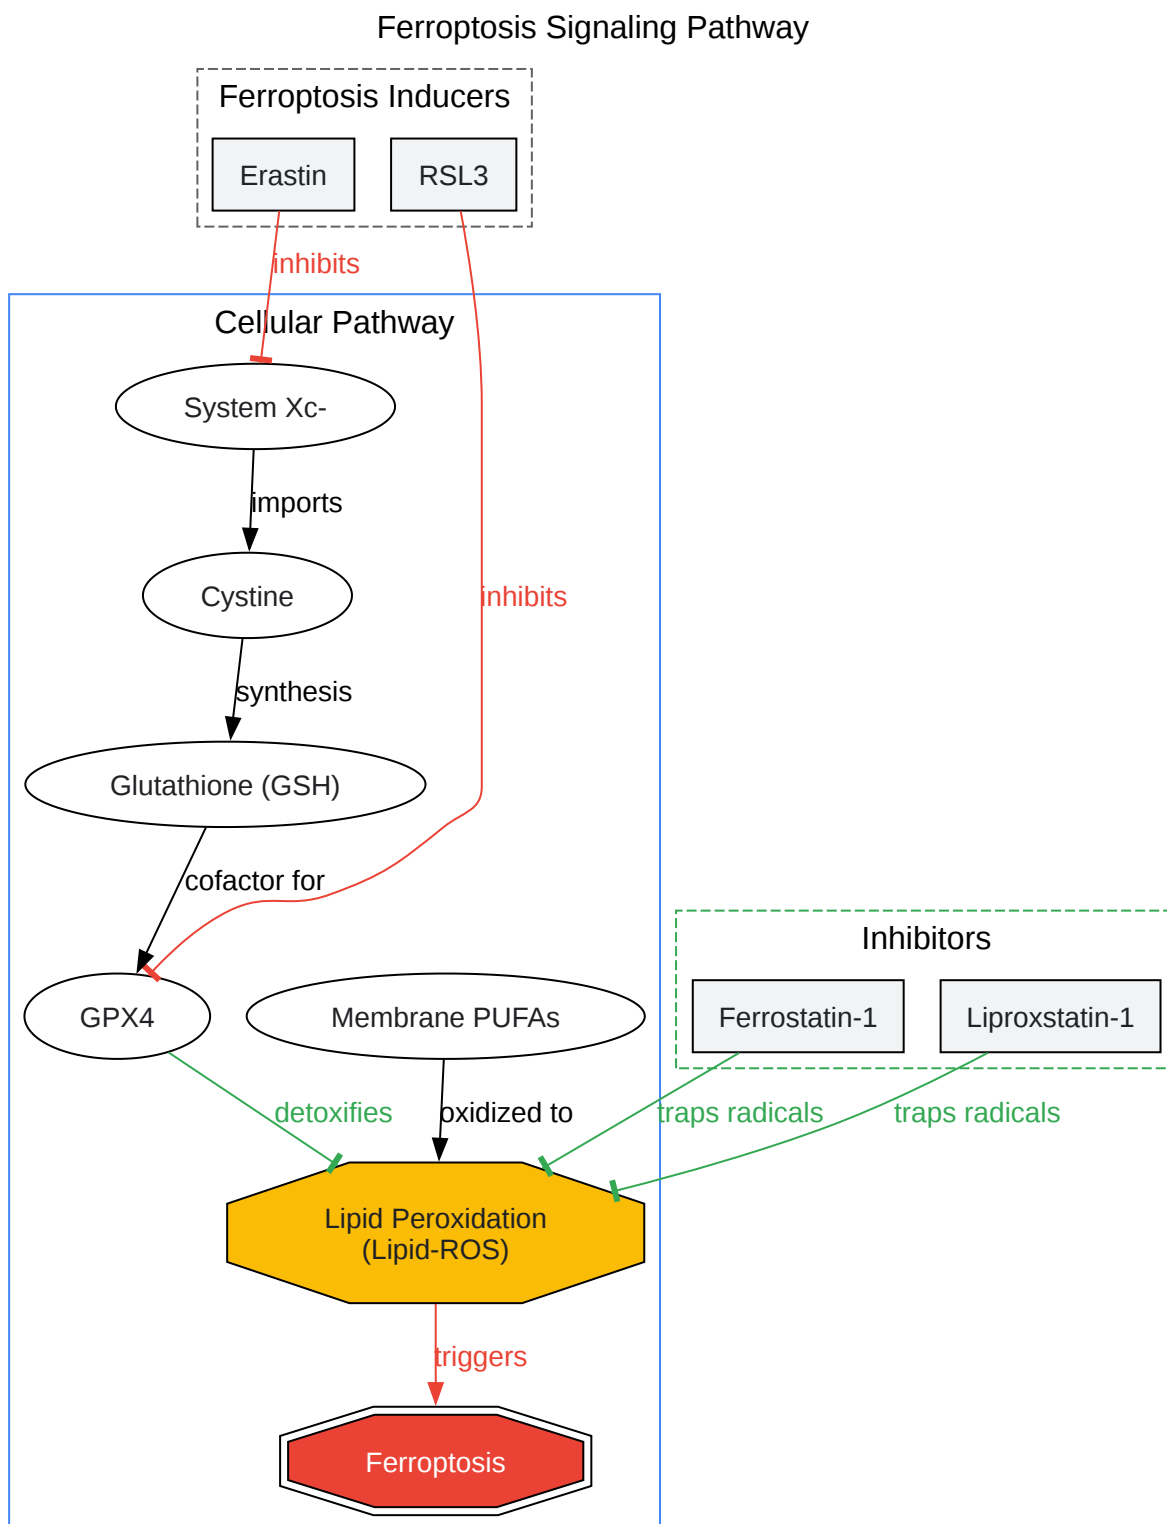 Ferroptosis Signaling Pathway
Ferroptosis Inducers
Erastin
RSL3
inhibits
Cellular Pathway
System Xc-
imports
Cystine
inhibits
synthesis
Glutathione (GSH)
cofactor for
Inhibitors
GPX4
Membrane PUFAs
Ferrostatin-1
Liproxstatin-1
detoxifies
oxidized to
traps radicals
traps radicals
Lipid Peroxidation
(Lipid-ROS)
triggers
Ferroptosis